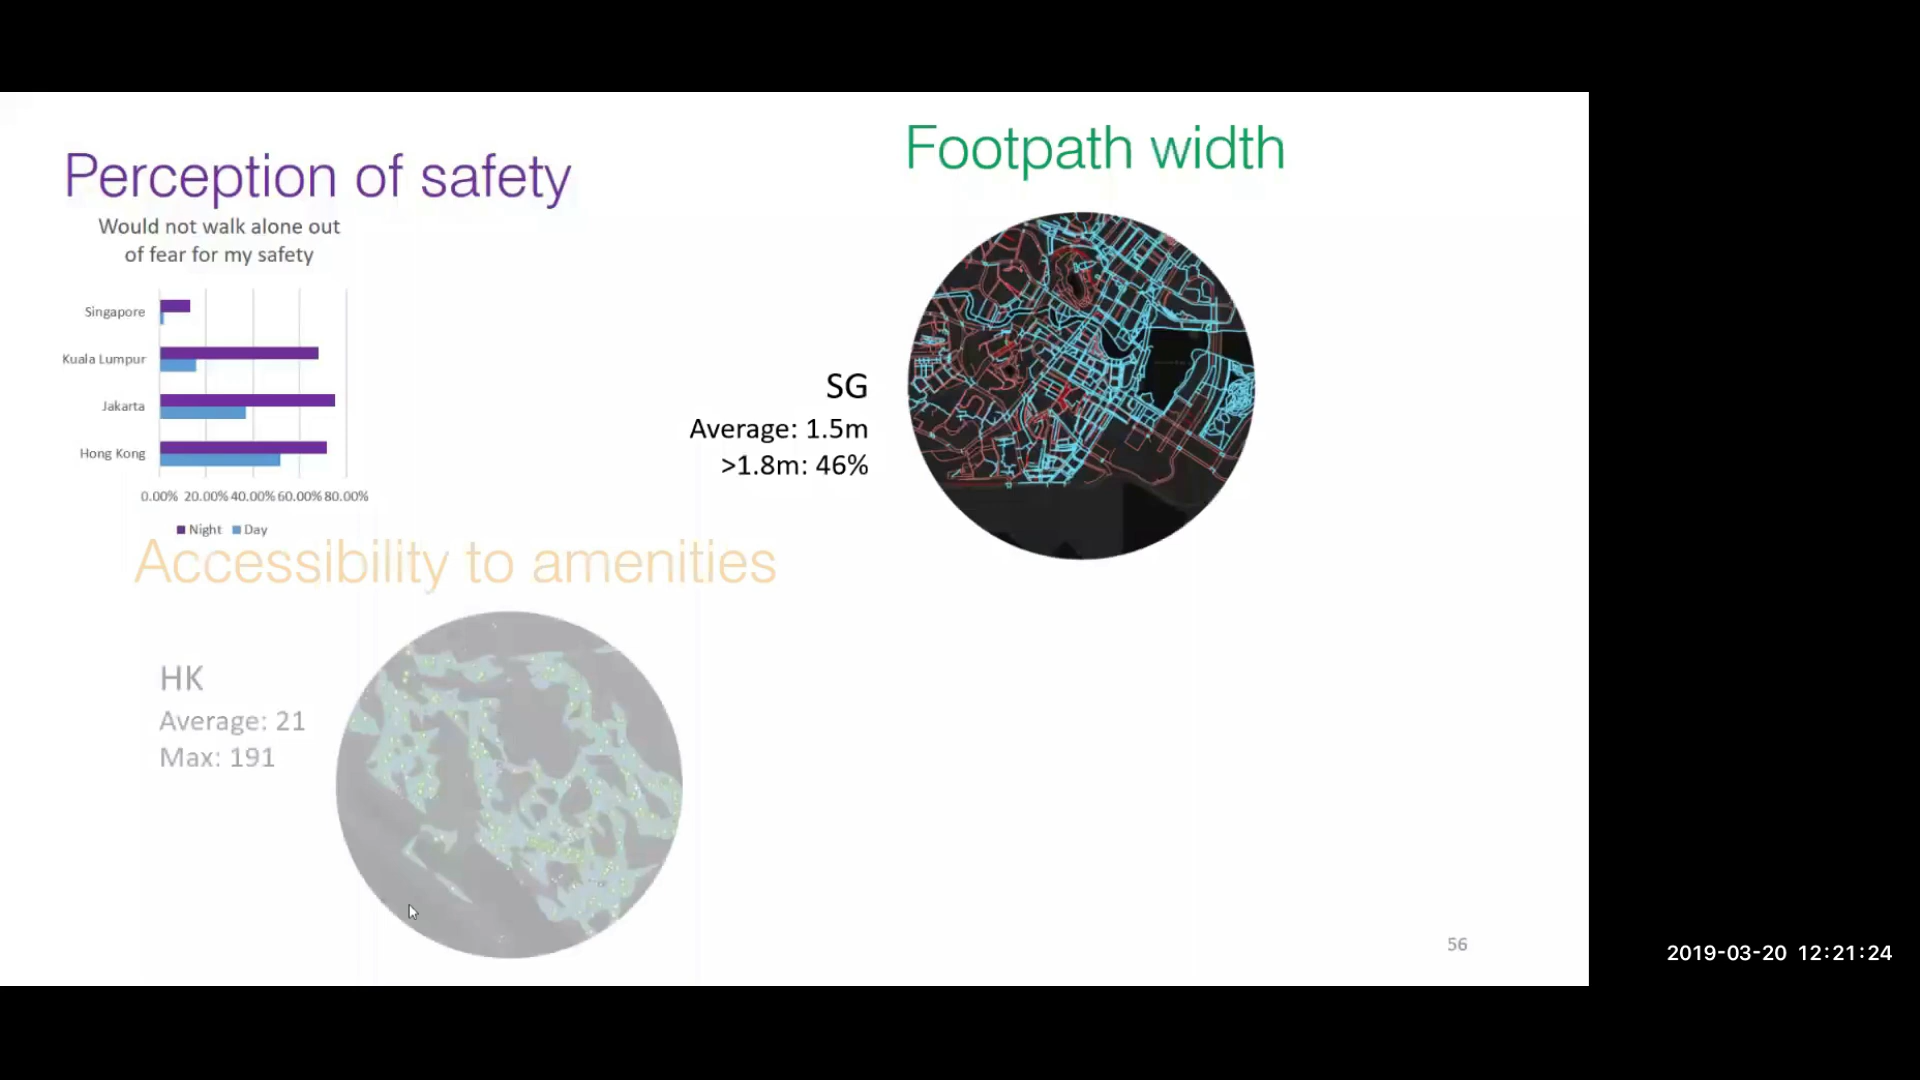 Perception of safety
Would not walk alone out
of fear for my safety
Singapore
Kuala Lumpur
Jakarta
Hong Kong
0.00% 20.00% 40.00% 60.00% 80.00%
Night Day
Footpath width
SG
Average: 1.5m
>1.8m: 46%
Accessibility to amenities
HK
Average: 21
Max: 191
56
2019-03-20 12:21:24